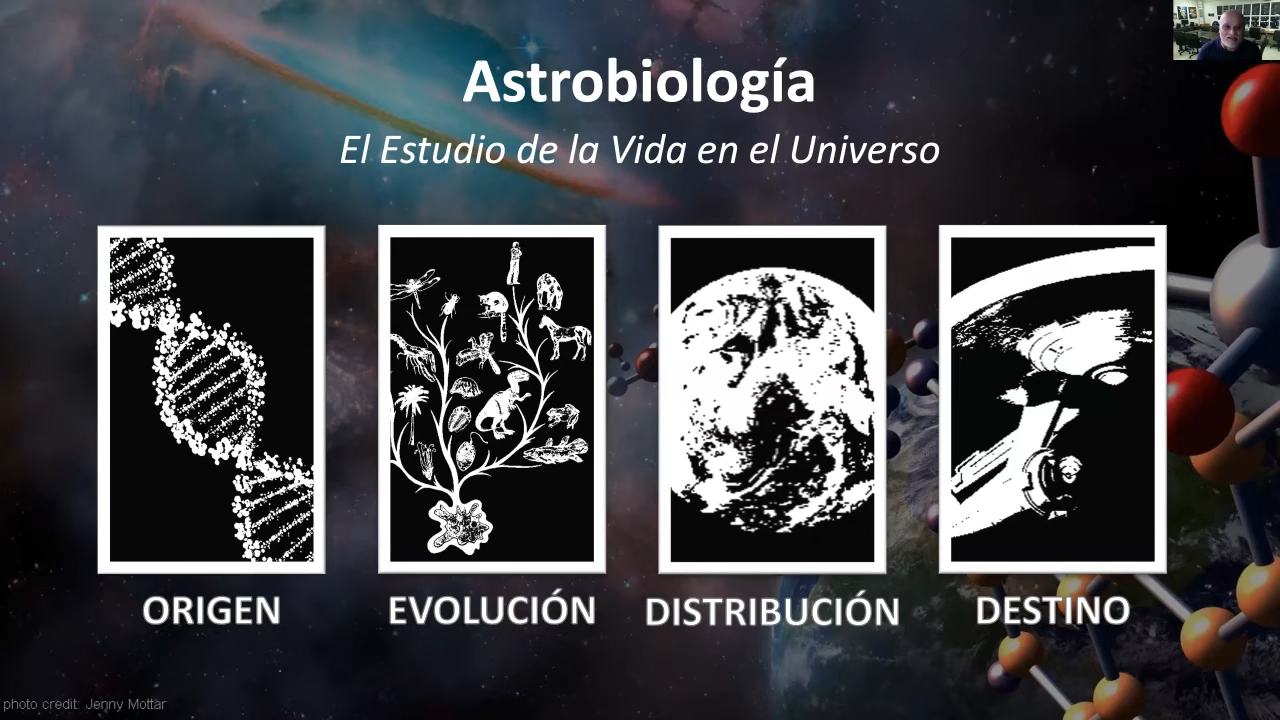 Astrobiología
El Estudio de la Vida en el Universo
ORIGEN
EVOLUCIÓN
DISTRIBUCIÓN
DESTINO
photo credit: Jenny Mottar